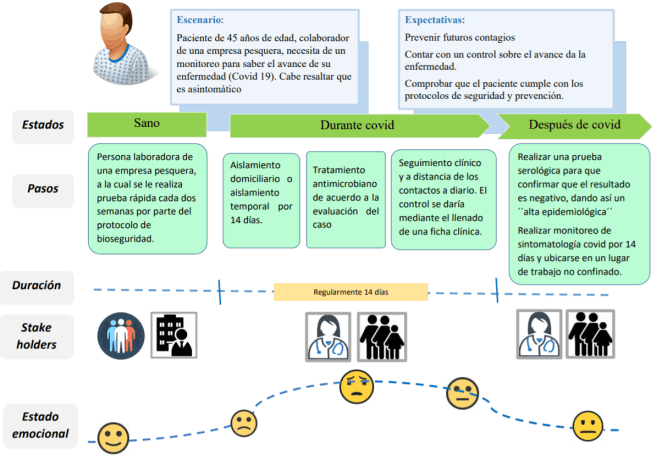 Escenario:
Paciente de 45 años de edad, colaborador
de una empresa pesquera, necesita de un
monitoreo para saber el avance de su
enfermedad (Covid 19). Cabe resaltar que
es asintomático
Expectativas:
Prevenir futuros contagios
Contar con un control sobre el avance da la
enfermedad.
Comprobar que el paciente cumple con los
protocolos de seguridad y prevención.
Estados
Sano
Durante covid
Después de covid
Pasos
Persona laboradora de
una empresa pesquera,
a la cual se le realiza
prueba rápida cada dos
semanas por parte del
protocolo de
bioseguridad.
Aislamiento
domiciliario o
aislamiento
temporal por
14 días.
Tratamiento
antimicrobiano
de acuerdo a la
evaluación del
caso
Seguimiento clínico
y a distancia de los
contactos a diario. El
control se daría
mediante el llenado
de una ficha clínica.
Realizar una prueba
serológica para que
confirmar que el resultado
es negativo, dando así un
´´alta epidemiológica´´
Realizar monitoreo de
sintomatología covid por 14
días y ubicarse en un lugar
de trabajo no confinado.
Duración
Regularmente 14 días
Stake
holders
Estado
emocional